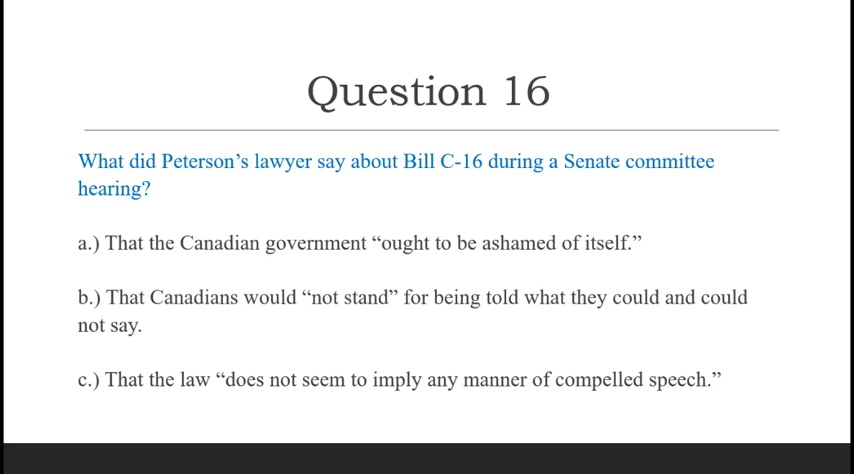 Question 16
What did Peterson’s lawyer say about Bill C-16 during a Senate committee
hearing?
a.) That the Canadian government “ought to be ashamed of itself.”
b.) That Canadians would “not stand” for being told what they could and could
not say.
c.) That the law “does not seem to imply any manner of compelled speech.”